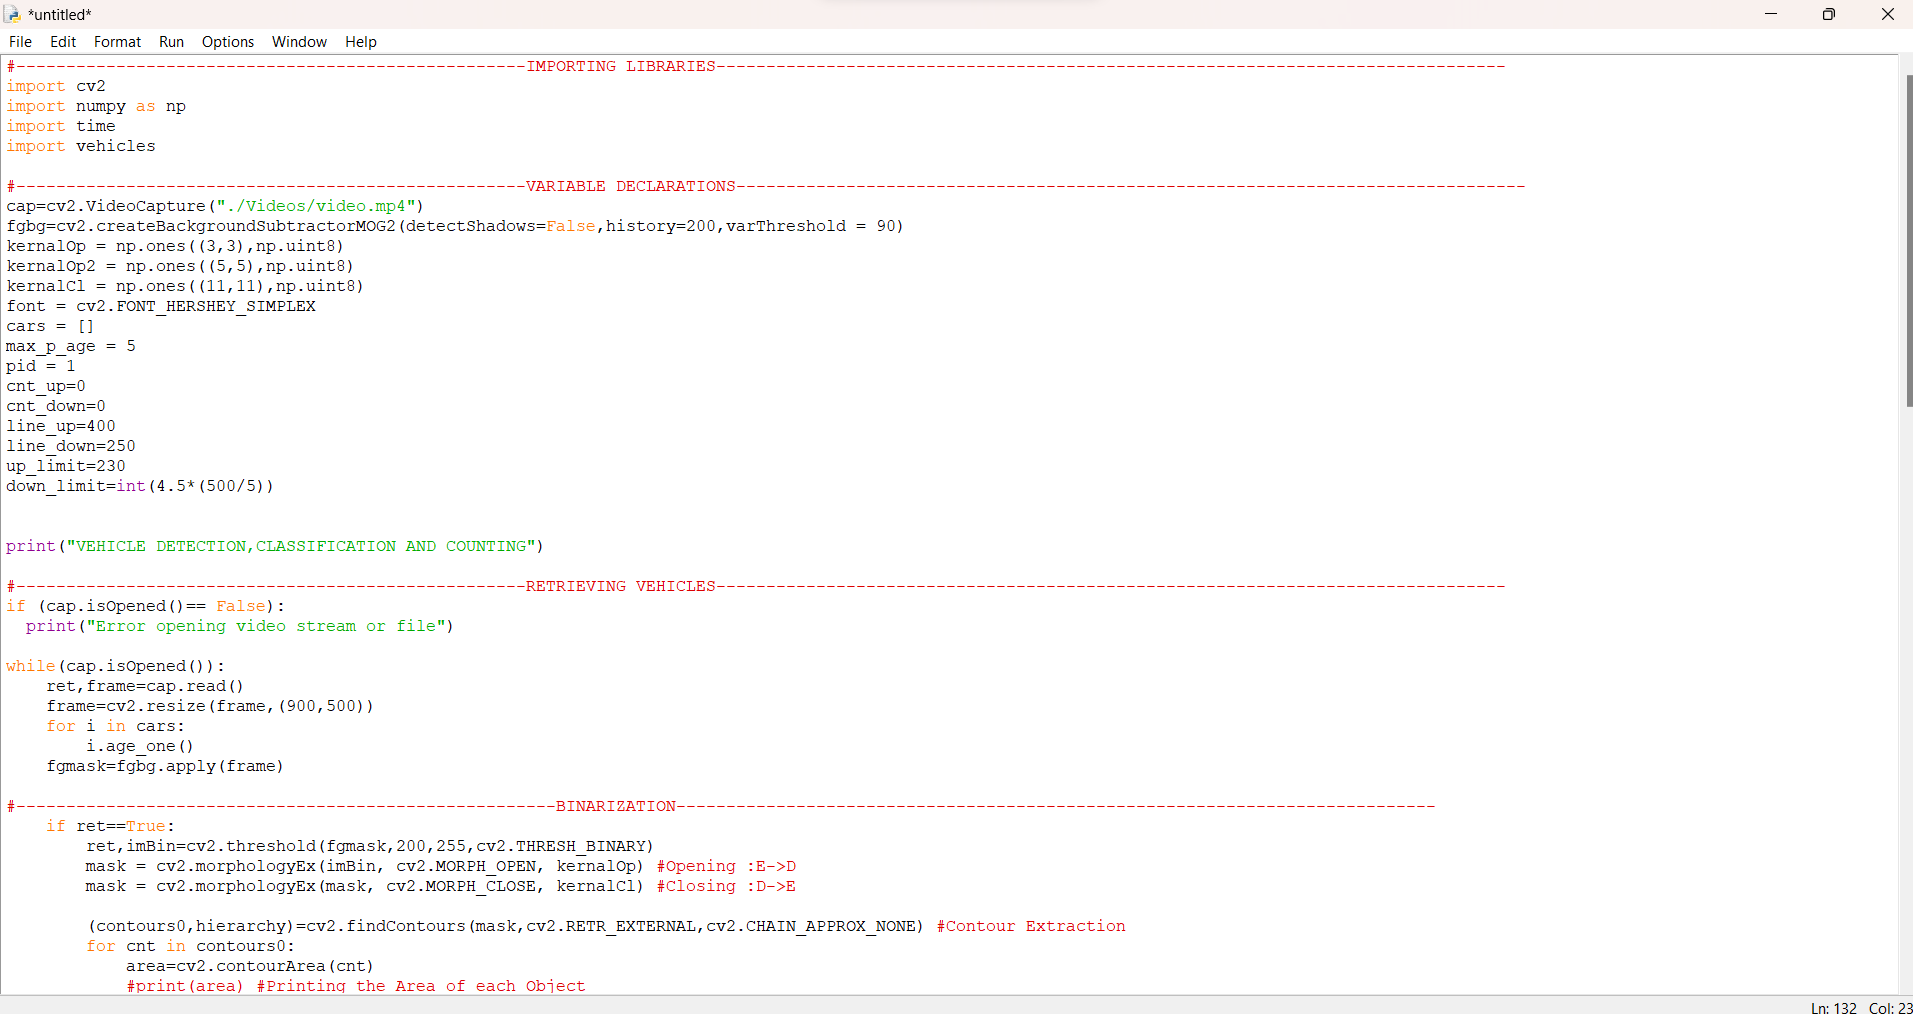 *untitled*
File Edit Format Run Options Window Help
#---------------------------------------------------IMPORTING LIBRARIES-------------------------------------------------------------------------------
import cv2
import numpy as np
import time
import vehicles
#---------------------------------------------------VARIABLE DECLARATIONS-------------------------------------------------------------------------------
cap=cv2.VideoCapture("./Videos/video.mp4")
fgbg=cv2.createBackgroundSubtractorMOG2(detectShadows=False,history=200,varThreshold = 90)
kernalOp = np.ones((3,3),np.uint8)
kernalOp2 = np.ones((5,5),np.uint8)
kernalCl = np.ones((11,11),np.uint8)
font = cv2.FONT_HERSHEY_SIMPLEX
cars = []
max_p_age = 5
pid = 1
cnt_up=0
cnt_down=0
line_up=400
line_down=250
up_limit=230
down_limit=int(4.5*(500/5))
print("VEHICLE DETECTION,CLASSIFICATION AND COUNTING")
#---------------------------------------------------RETRIEVING VEHICLES-------------------------------------------------------------------------------
if (cap.isOpened()== False):
  print("Error opening video stream or file")
while(cap.isOpened()):
    ret,frame=cap.read()
    frame=cv2.resize(frame,(900,500))
    for i in cars:
        i.age_one()
    fgmask=fgbg.apply(frame)
#------------------------------------------------------BINARIZATION----------------------------------------------------------------------------
    if ret==True:
        ret,imBin=cv2.threshold(fgmask,200,255,cv2.THRESH_BINARY)
        mask = cv2.morphologyEx(imBin, cv2.MORPH_OPEN, kernalOp) #Opening :E->D
        mask = cv2.morphologyEx(mask, cv2.MORPH_CLOSE, kernalCl) #Closing :D->E
        (contours0,hierarchy)=cv2.findContours(mask,cv2.RETR_EXTERNAL,cv2.CHAIN_APPROX_NONE) #Contour Extraction
        for cnt in contours0:
            area=cv2.contourArea(cnt)
            #print(area) #Printing the Area of each Object
Ln: 132 Col: 23